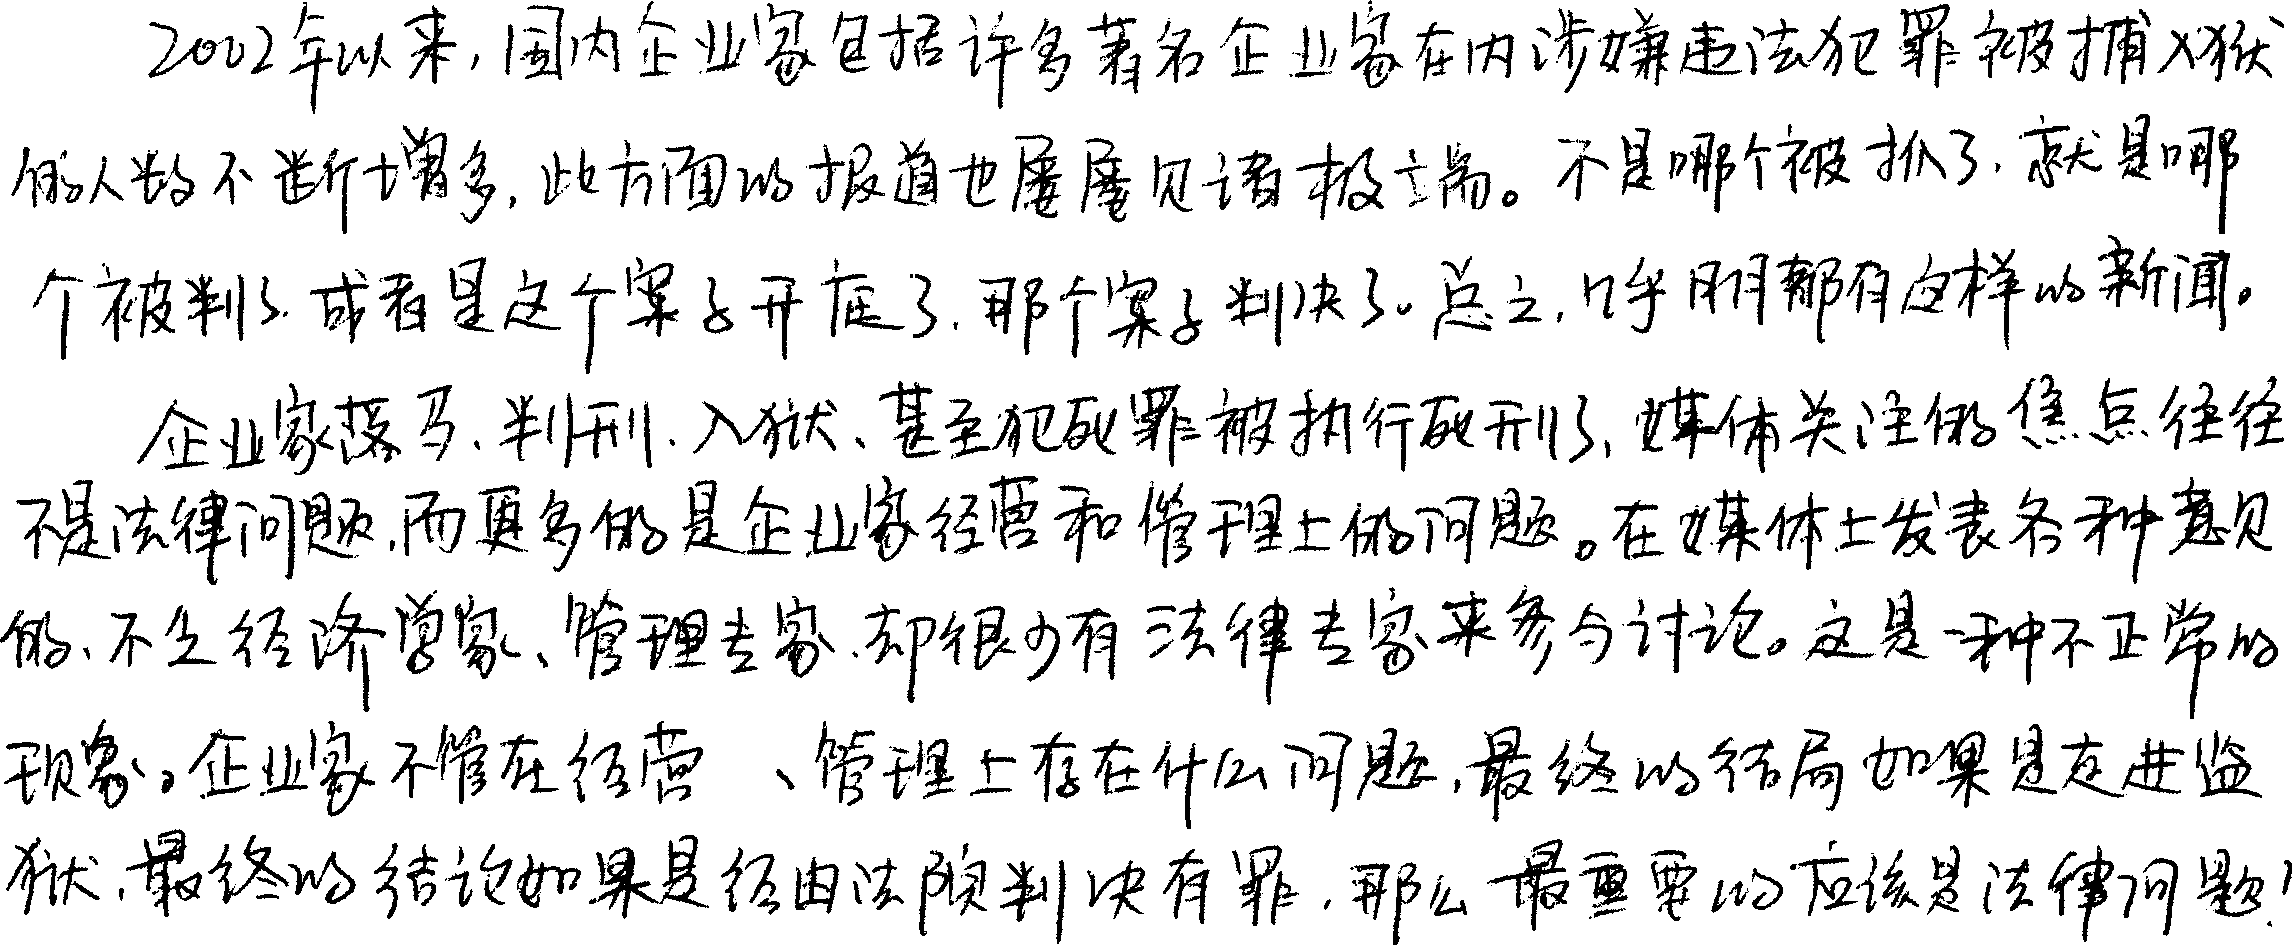 2002年以来,国内企业家包括许多著名企业家在内涉嫌违法犯罪被捕入狱
的人数不断增多,此方面的报道也屡屡见诸极端。不是哪个被抓了,就是哪
个被判了,或者是这个案子开庭了,那个案子判决了。总之,几乎月月都有这样的新闻。
企业家落马、判刑、入狱、甚至犯死罪被执行死刑了,媒体关注的焦点往往
不是法律问题,而更多的是企业家经营和管理上的问题。在媒体上发表各种意见
的、不乏经济学家、管理专家,却很少有法律专家来参与讨论。这是一种不正常的
现象。企业家不管在经营、管理上存在什么问题,最终的结局如果是走进监
狱,最终的结论如果是经由法院判决有罪,那么最重要的应该是法律问题!